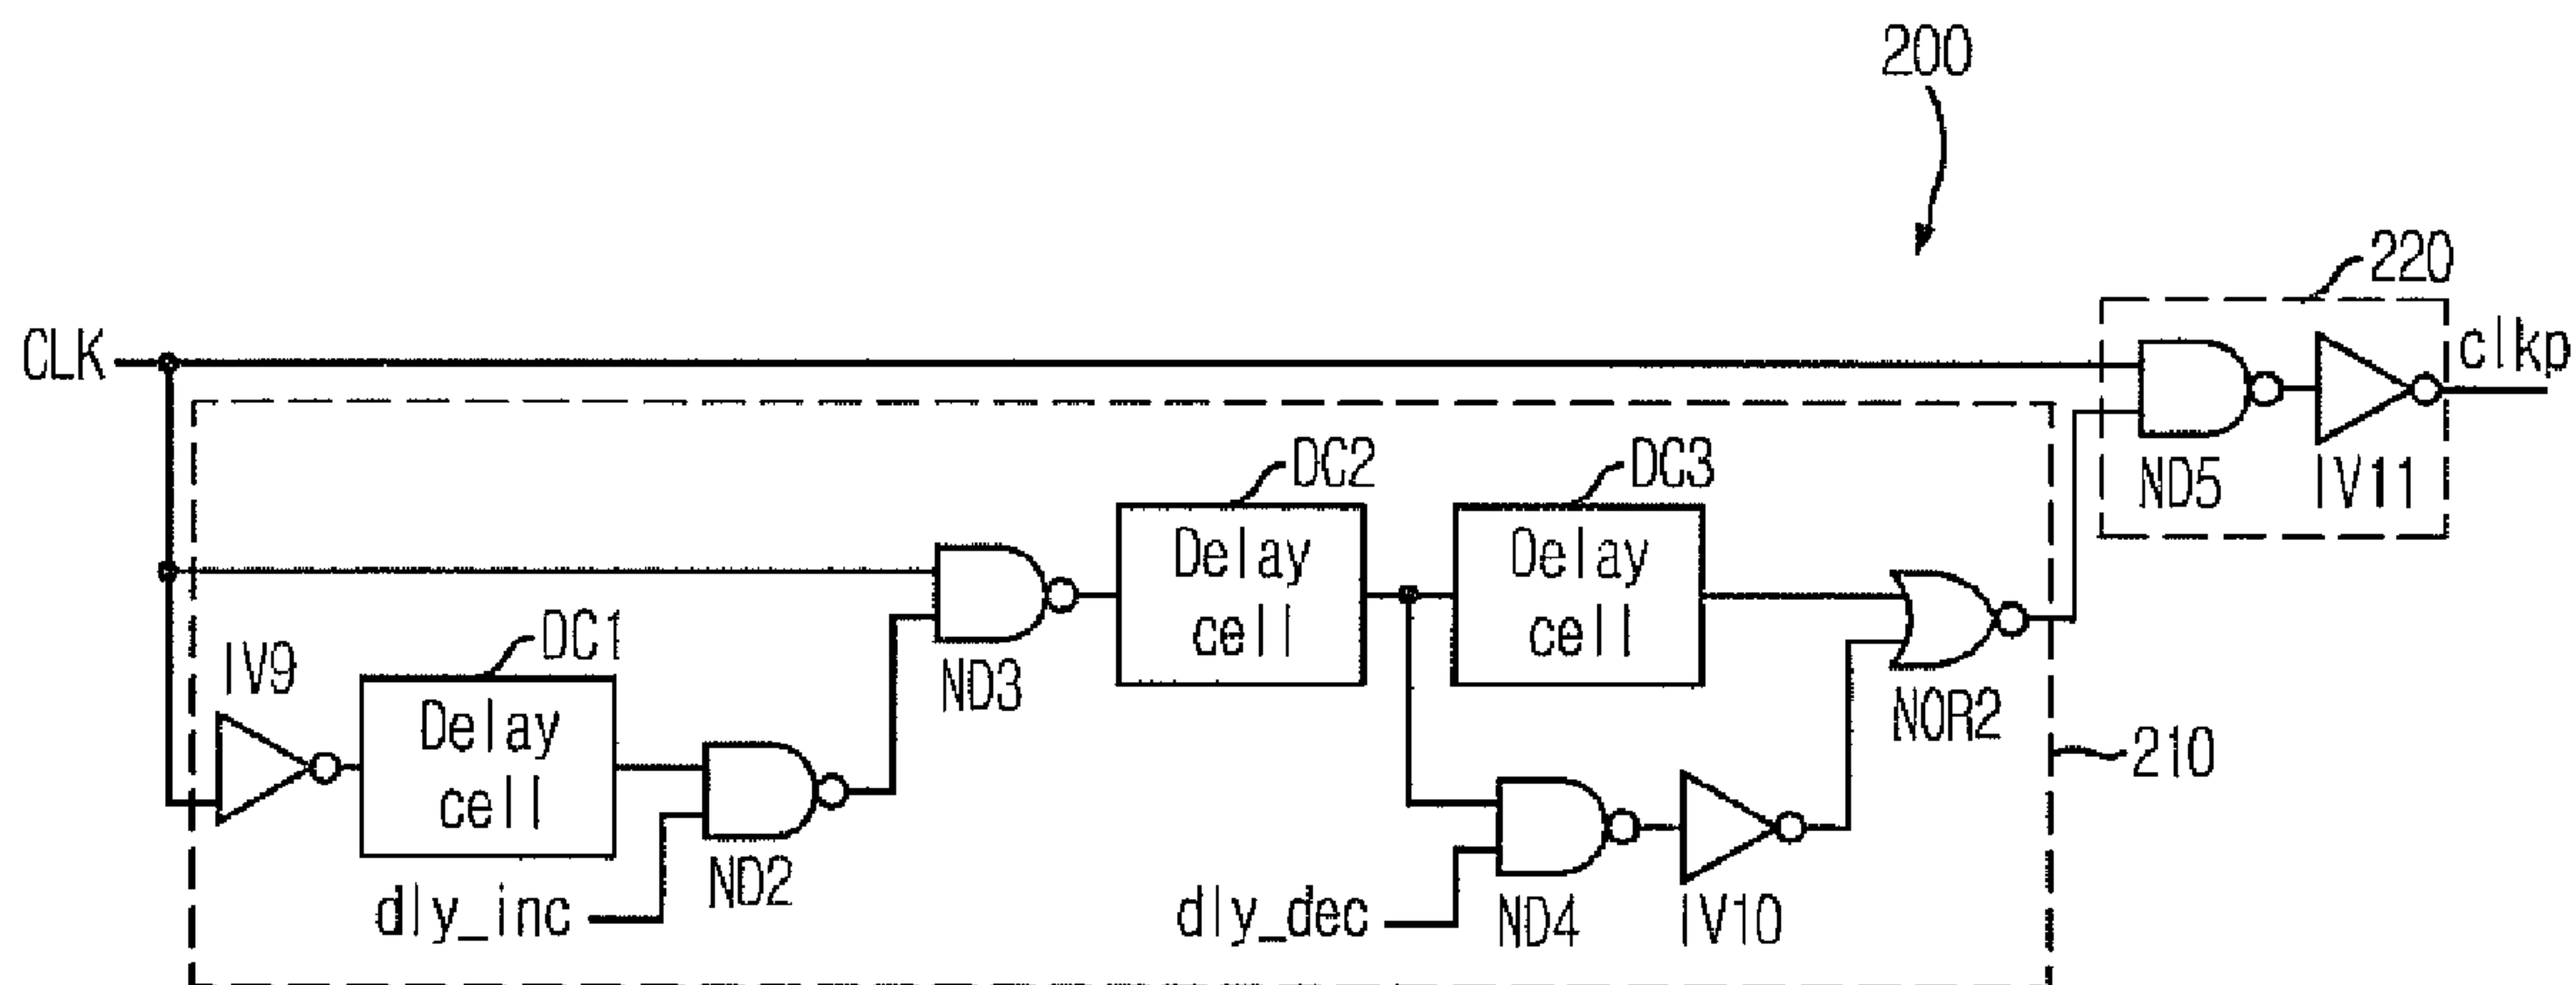 200
220
CLK
clkp
ND5
IV11
DC2
DC3
Delay
cell
Delay
cell
ND3
NOR2
210
IV9
DC1
Delay
cell
ND2
dly_inc
dly_dec
ND4
IV10